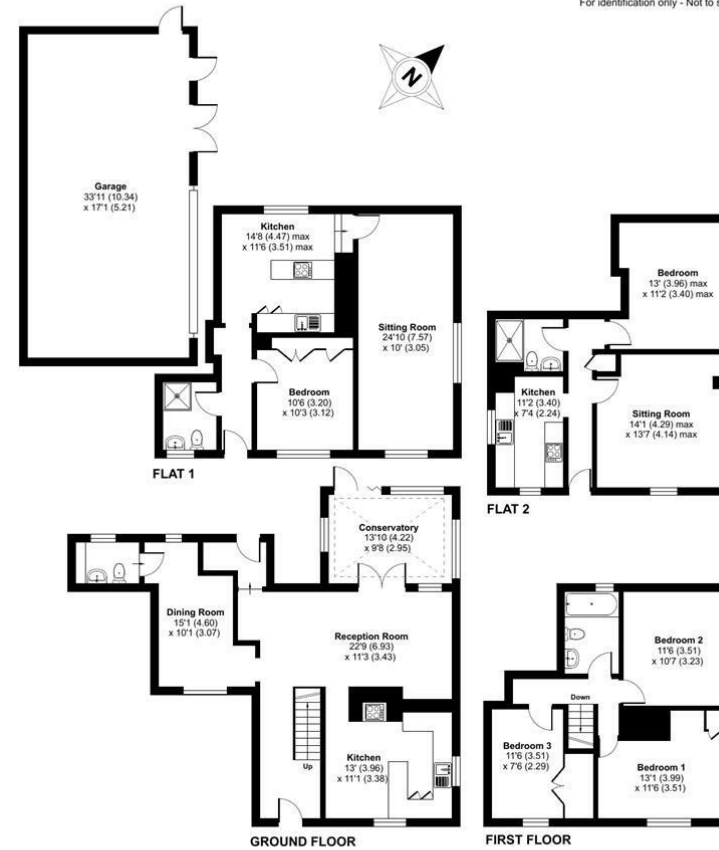 For identification only - Not to s
N
Garage
33'11 (10.34)
x 17'1 (5.21)
Kitchen
14'8 (4.47) max
x 11'6 (3.51) max
Sitting Room
24'10 (7.57)
x 10' (3.05)
Bedroom
10'6 (3.20)
x 10'3 (3.12)
FLAT 1
Bedroom
13' (3.96) max
x 11'2 (3.40) max
Kitchen
11'2 (3.40)
x 7'4 (2.24)
Sitting Room
14'1 (4.29) max
x 13'7 (4.14) max
FLAT 2
Conservatory
13'10 (4.22)
x 9'8 (2.95)
Dining Room
15'1 (4.60)
x 10'1 (3.07)
Reception Room
22'9 (6.93)
x 11'3 (3.43)
Up
Kitchen
13' (3.96)
x 11'1 (3.38)
GROUND FLOOR
Bedroom 2
11'6 (3.51)
x 10'7 (3.23)
Down
Bedroom 3
11'6 (3.51)
x 7'6 (2.29)
Bedroom 1
13'1 (3.99)
x 11'6 (3.51)
FIRST FLOOR